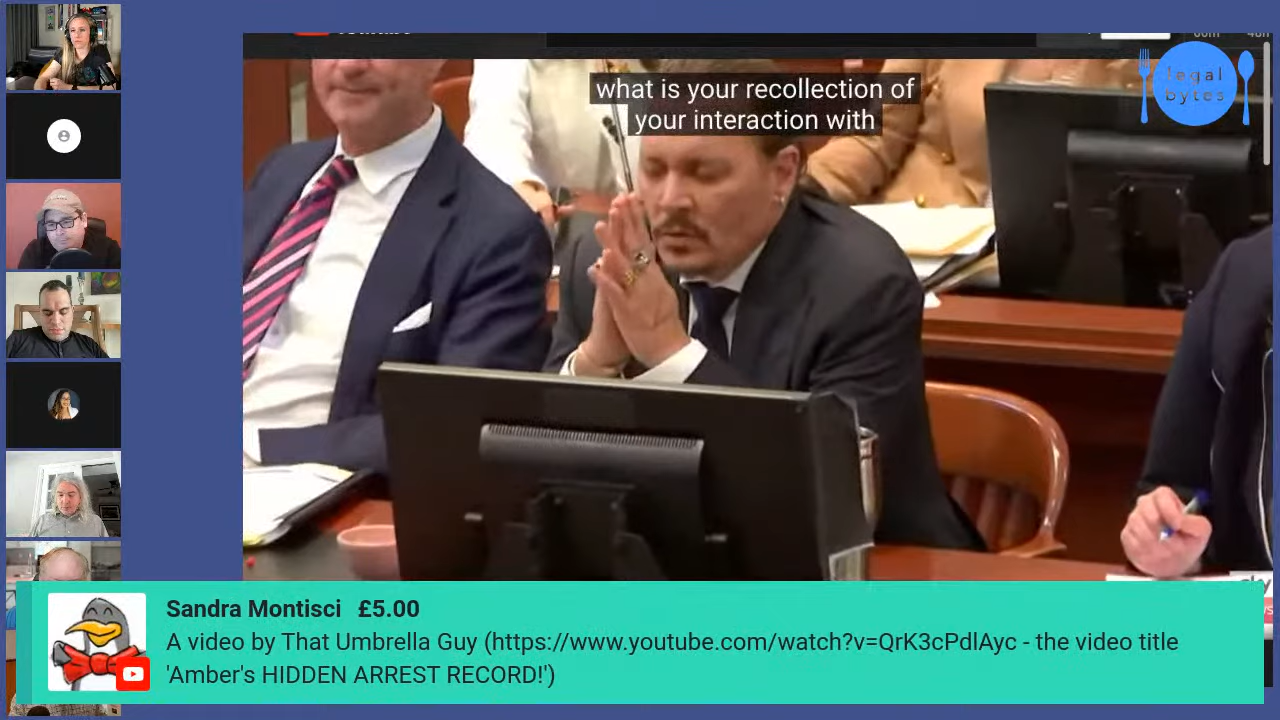 what is your recollection of
your interaction with
legal
bytes
Sandra Montisci £5.00
A video by That Umbrella Guy (https://www.youtube.com/watch?v=QrK3cPdlAyc - the video title
'Amber's HIDDEN ARREST RECORD!')